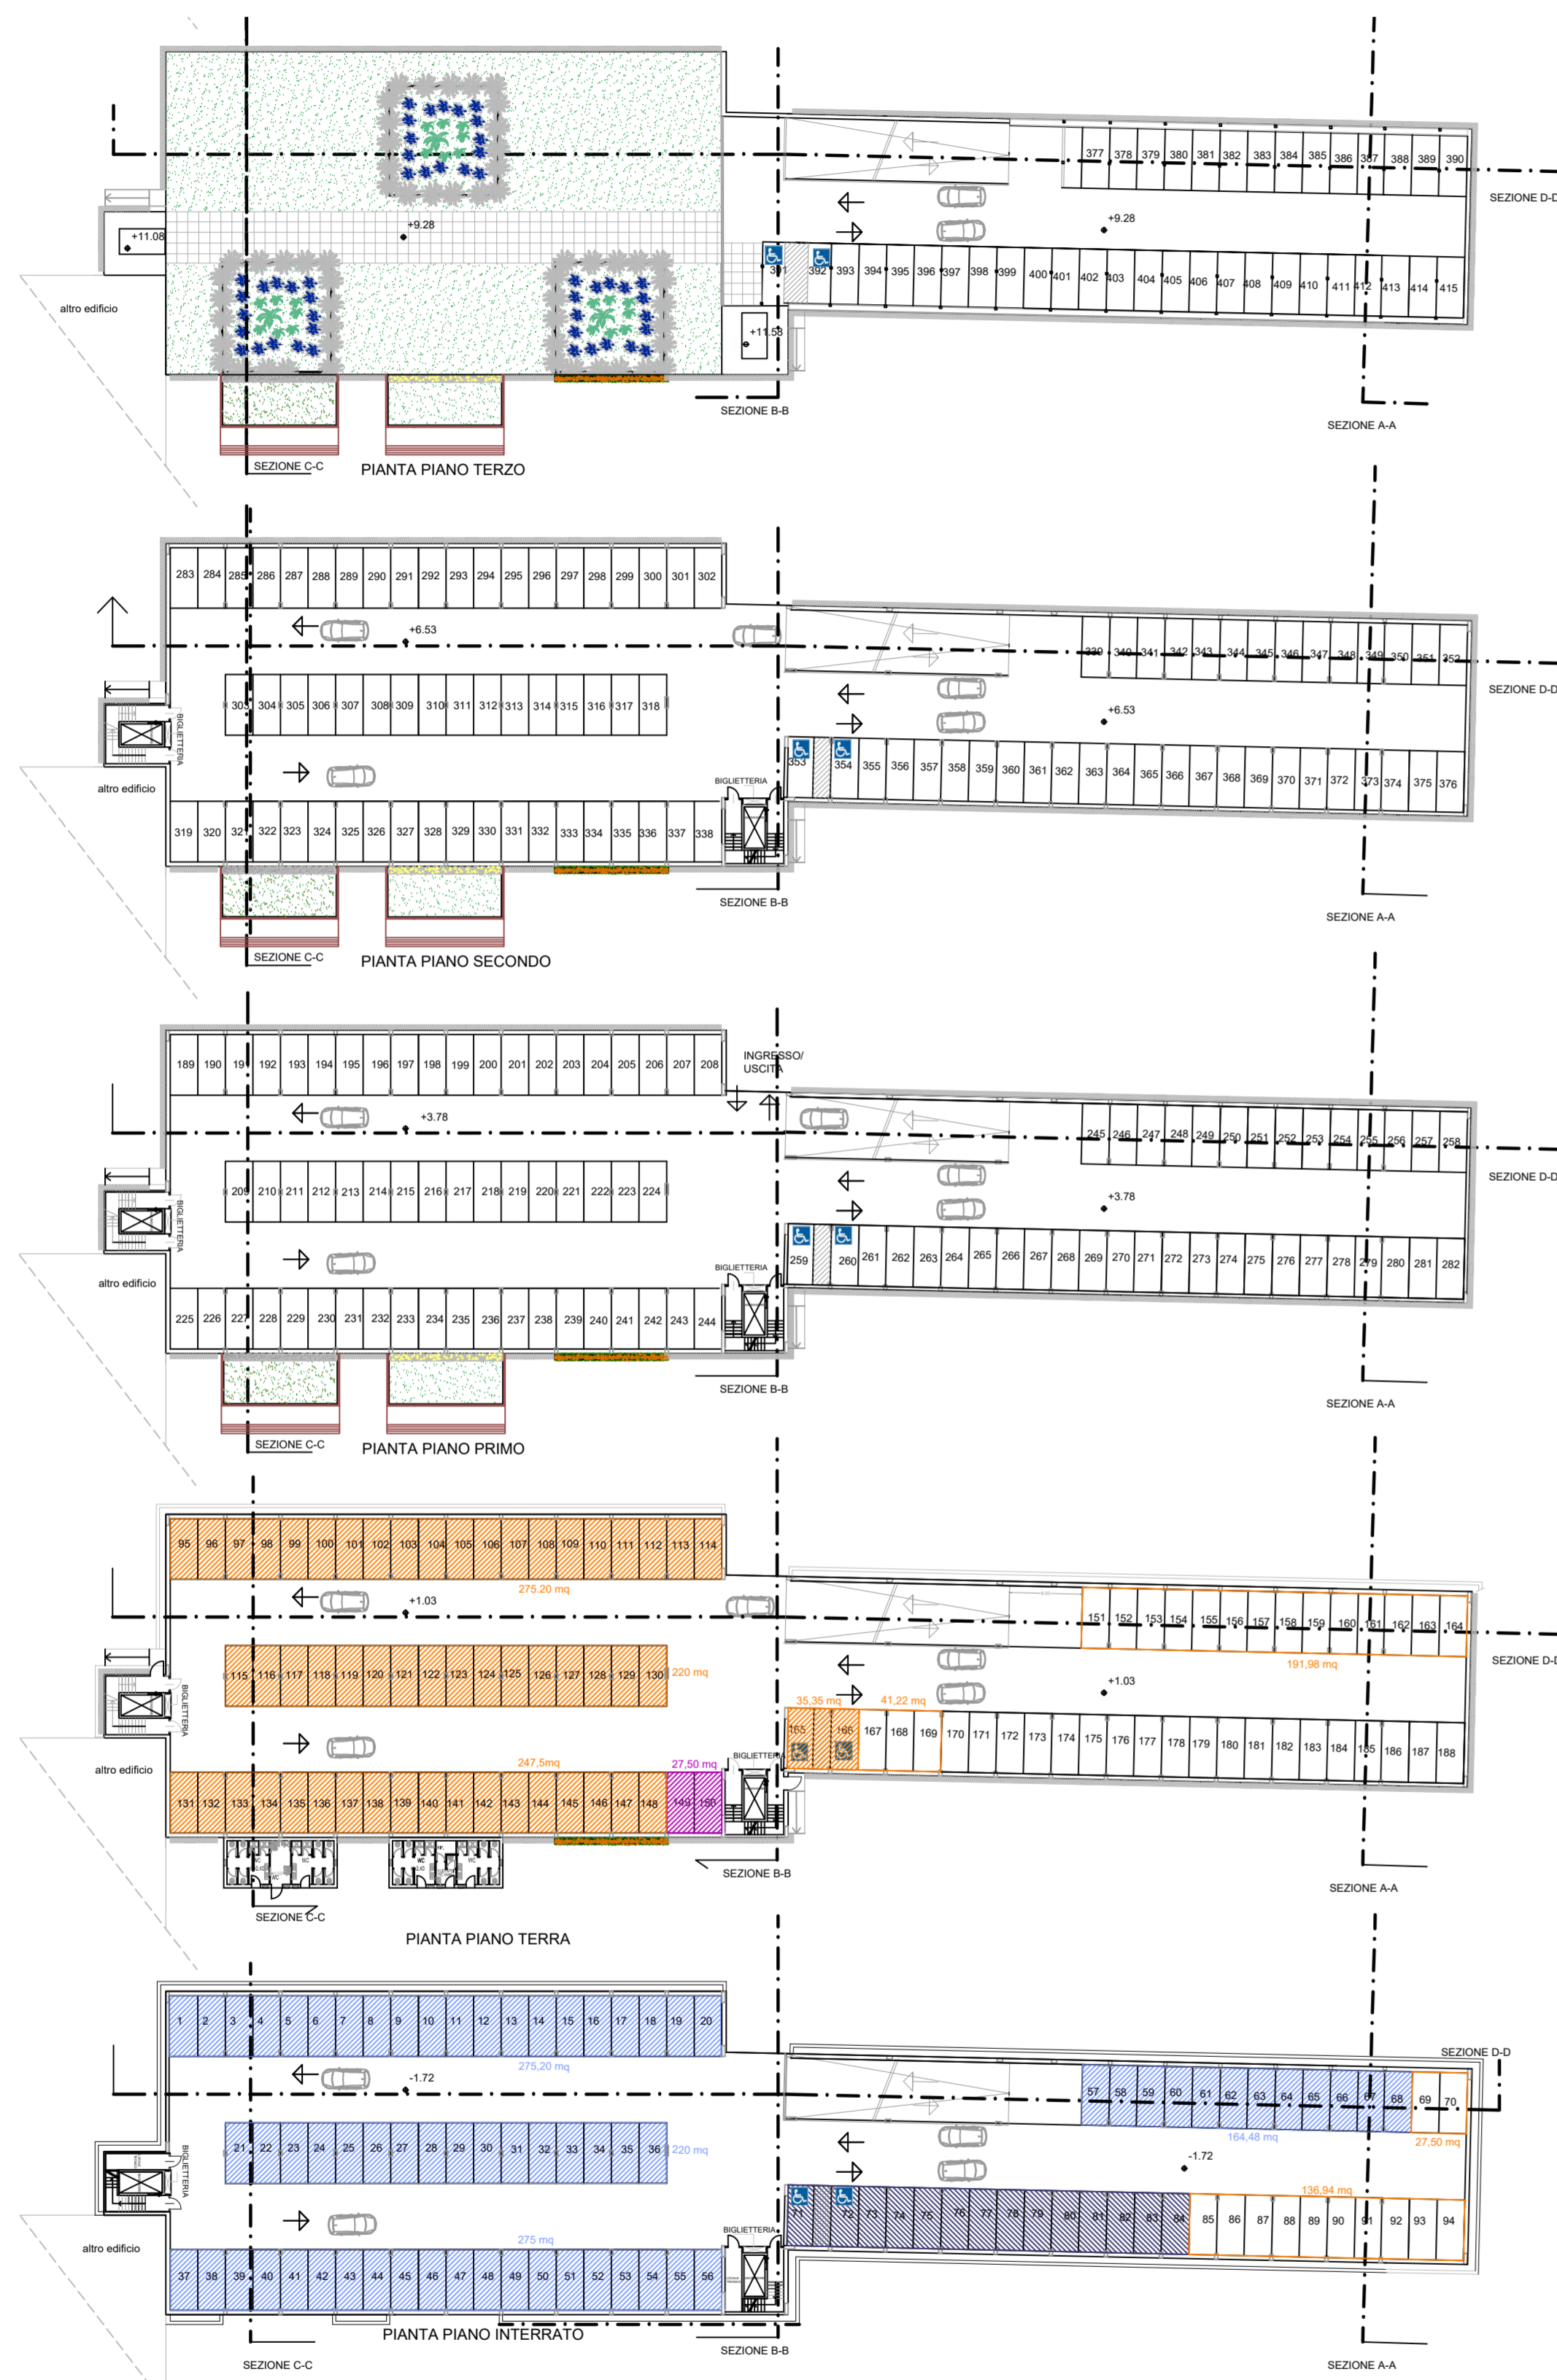 377 378 379 380 381 382 383 384 385 386 387 388 389 390
SEZIONE D-D
+9.28
+9.28
+11.08
391 392 393 394 395 396 397 398 399 400 401 402 403 404 405 406 407 408 409 410 411 412 413 414 415
altro edificio
+11.58
SEZIONE B-B
SEZIONE A-A
SEZIONE C-C
PIANTA PIANO TERZO
283 284 285 286 287 288 289 290 291 292 293 294 295 296 297 298 299 300 301 302
+6.53
339 340 341 342 343 344 345 346 347 348 349 350 351 352
SEZIONE D-D
303 304 305 306 307 308 309 310 311 312 313 314 315 316 317 318
+6.53
BIGLIETTERIA
353 354 355 356 357 358 359 360 361 362 363 364 365 366 367 368 369 370 371 372 373 374 375 376
altro edificio
BIGLIETTERIA
319 320 321 322 323 324 325 326 327 328 329 330 331 332 333 334 335 336 337 338
SEZIONE B-B
SEZIONE A-A
SEZIONE C-C
PIANTA PIANO SECONDO
189 190 191 192 193 194 195 196 197 198 199 200 201 202 203 204 205 206 207 208
INGRESSO/
USCITA
+3.78
245 246 247 248 249 250 251 252 253 254 255 256 257 258
SEZIONE D-D
209 210 211 212 213 214 215 216 217 218 219 220 221 222 223 224
+3.78
BIGLIETTERIA
259 260 261 262 263 264 265 266 267 268 269 270 271 272 273 274 275 276 277 278 279 280 281 282
altro edificio
BIGLIETTERIA
225 226 227 228 229 230 231 232 233 234 235 236 237 238 239 240 241 242 243 244
SEZIONE B-B
SEZIONE A-A
SEZIONE C-C
PIANTA PIANO PRIMO
95 96 97 98 99 100 101 102 103 104 105 106 107 108 109 110 111 112 113 114
275.20 mq
+1.03
151 152 153 154 155 156 157 158 159 160 161 162 163 164
SEZIONE D-D
191,98 mq
115 116 117 118 119 120 121 122 123 124 125 126 127 128 129 130
220 mq
+1.03
35,35 mq
41,22 mq
BIGLIETTERIA
165 166 167 168 169 170 171 172 173 174 175 176 177 178 179 180 181 182 183 184 185 186 187 188
altro edificio
247,5mq
27,50 mq
BIGLIETTERIA
131 132 133 134 135 136 137 138 139 140 141 142 143 144 145 146 147 148 149 150
WC
WC
WC
WC
WC
SEZIONE B-B
SEZIONE A-A
SEZIONE C-C
PIANTA PIANO TERRA
1 2 3 4 5 6 7 8 9 10 11 12 13 14 15 16 17 18 19 20
275,20 mq
-1.72
SEZIONE D-D
57 58 59 60 61 62 63 64 65 66 67 68 69 70
164,48 mq
27,50 mq
21 22 23 24 25 26 27 28 29 30 31 32 33 34 35 36
220 mq
-1.72
BIGLIETTERIA
136,94 mq
71 72 73 74 75 76 77 78 79 80 81 82 83 84 85 86 87 88 89 90 91 92 93 94
altro edificio
275 mq
BIGLIETTERIA
37 38 39 40 41 42 43 44 45 46 47 48 49 50 51 52 53 54 55 56
PIANTA PIANO INTERRATO
SEZIONE B-B
SEZIONE C-C
SEZIONE A-A